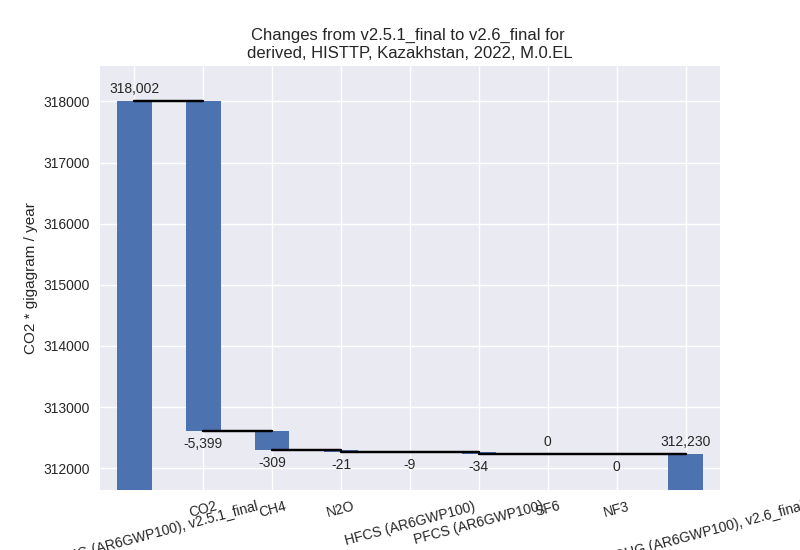 Changes from v2.5.1_final to v2.6_final for
derived, HISTTP, Kazakhstan, 2022, M.0.EL
318,002
318000
317000
316000
315000
314000
313000
312000
CO2 * gigagram / year
-5,399
-309
-21
-9
-34
0
0
312,230
(AR6GWP100), v2.5.1_final
CO2
CH4
N2O
HFCS (AR6GWP100)
PFCS (AR6GWP100)
SF6
NF3
(AR6GWP100), v2.6_final